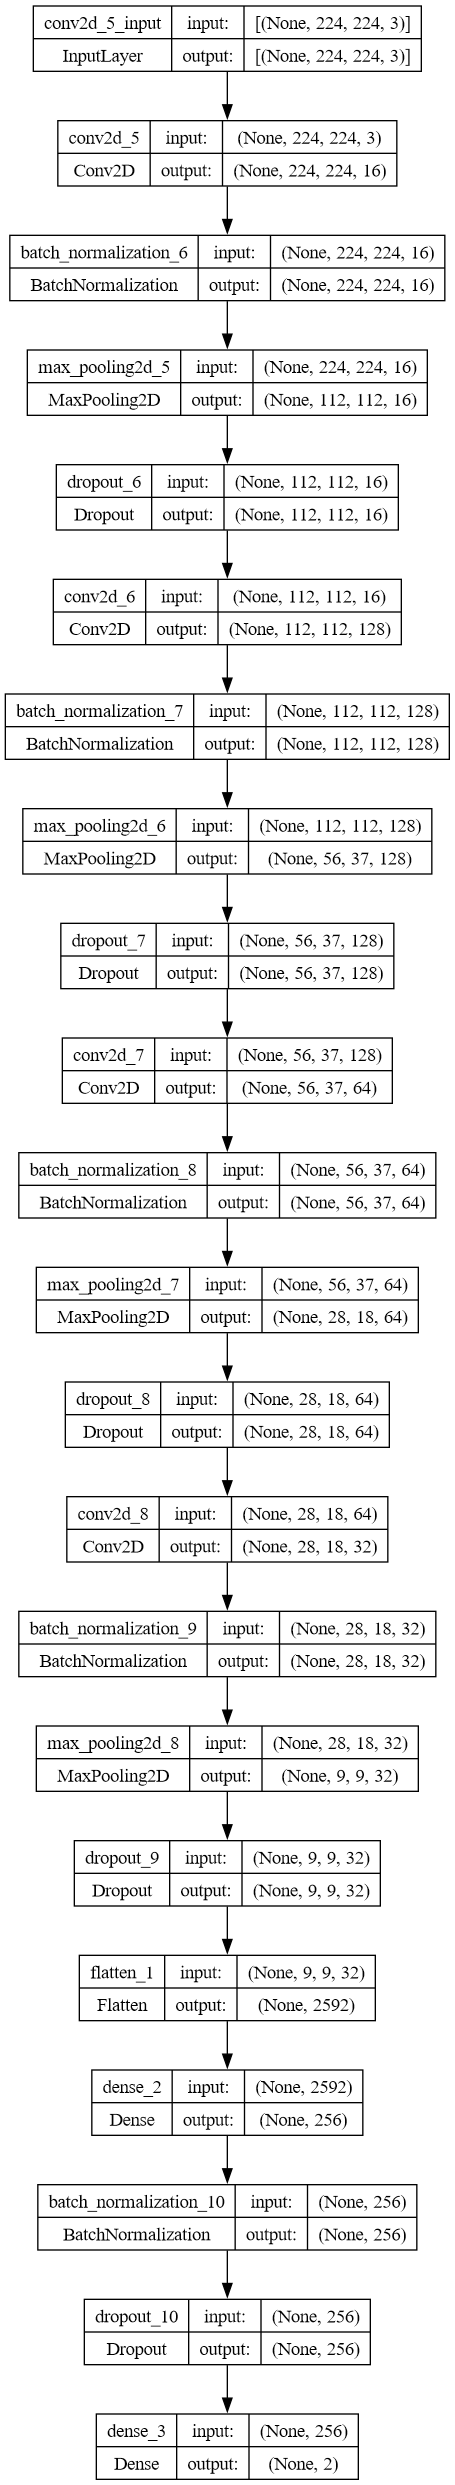 conv2d_5_input input: [(None, 224, 224, 3)]
InputLayer output: [(None, 224, 224, 3)]
conv2d_5 input: (None, 224, 224, 3)
Conv2D output: (None, 224, 224, 16)
batch_normalization_6 input: (None, 224, 224, 16)
BatchNormalization output: (None, 224, 224, 16)
max_pooling2d_5 input: (None, 224, 224, 16)
MaxPooling2D output: (None, 112, 112, 16)
dropout_6 input: (None, 112, 112, 16)
Dropout output: (None, 112, 112, 16)
conv2d_6 input: (None, 112, 112, 16)
Conv2D output: (None, 112, 112, 128)
batch_normalization_7 input: (None, 112, 112, 128)
BatchNormalization output: (None, 112, 112, 128)
max_pooling2d_6 input: (None, 112, 112, 128)
MaxPooling2D output: (None, 56, 37, 128)
dropout_7 input: (None, 56, 37, 128)
Dropout output: (None, 56, 37, 128)
conv2d_7 input: (None, 56, 37, 128)
Conv2D output: (None, 56, 37, 64)
batch_normalization_8 input: (None, 56, 37, 64)
BatchNormalization output: (None, 56, 37, 64)
max_pooling2d_7 input: (None, 56, 37, 64)
MaxPooling2D output: (None, 28, 18, 64)
dropout_8 input: (None, 28, 18, 64)
Dropout output: (None, 28, 18, 64)
conv2d_8 input: (None, 28, 18, 64)
Conv2D output: (None, 28, 18, 32)
batch_normalization_9 input: (None, 28, 18, 32)
BatchNormalization output: (None, 28, 18, 32)
max_pooling2d_8 input: (None, 28, 18, 32)
MaxPooling2D output: (None, 9, 9, 32)
dropout_9 input: (None, 9, 9, 32)
Dropout output: (None, 9, 9, 32)
flatten_1 input: (None, 9, 9, 32)
Flatten output: (None, 2592)
dense_2 input: (None, 2592)
Dense output: (None, 256)
batch_normalization_10 input: (None, 256)
BatchNormalization output: (None, 256)
dropout_10 input: (None, 256)
Dropout output: (None, 256)
dense_3 input: (None, 256)
Dense output: (None, 2)